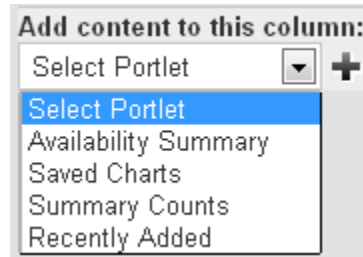 Add content to this column:
Select Portlet
Select Portlet
Availability Summary
Saved Charts
Summary Counts
Recently Added